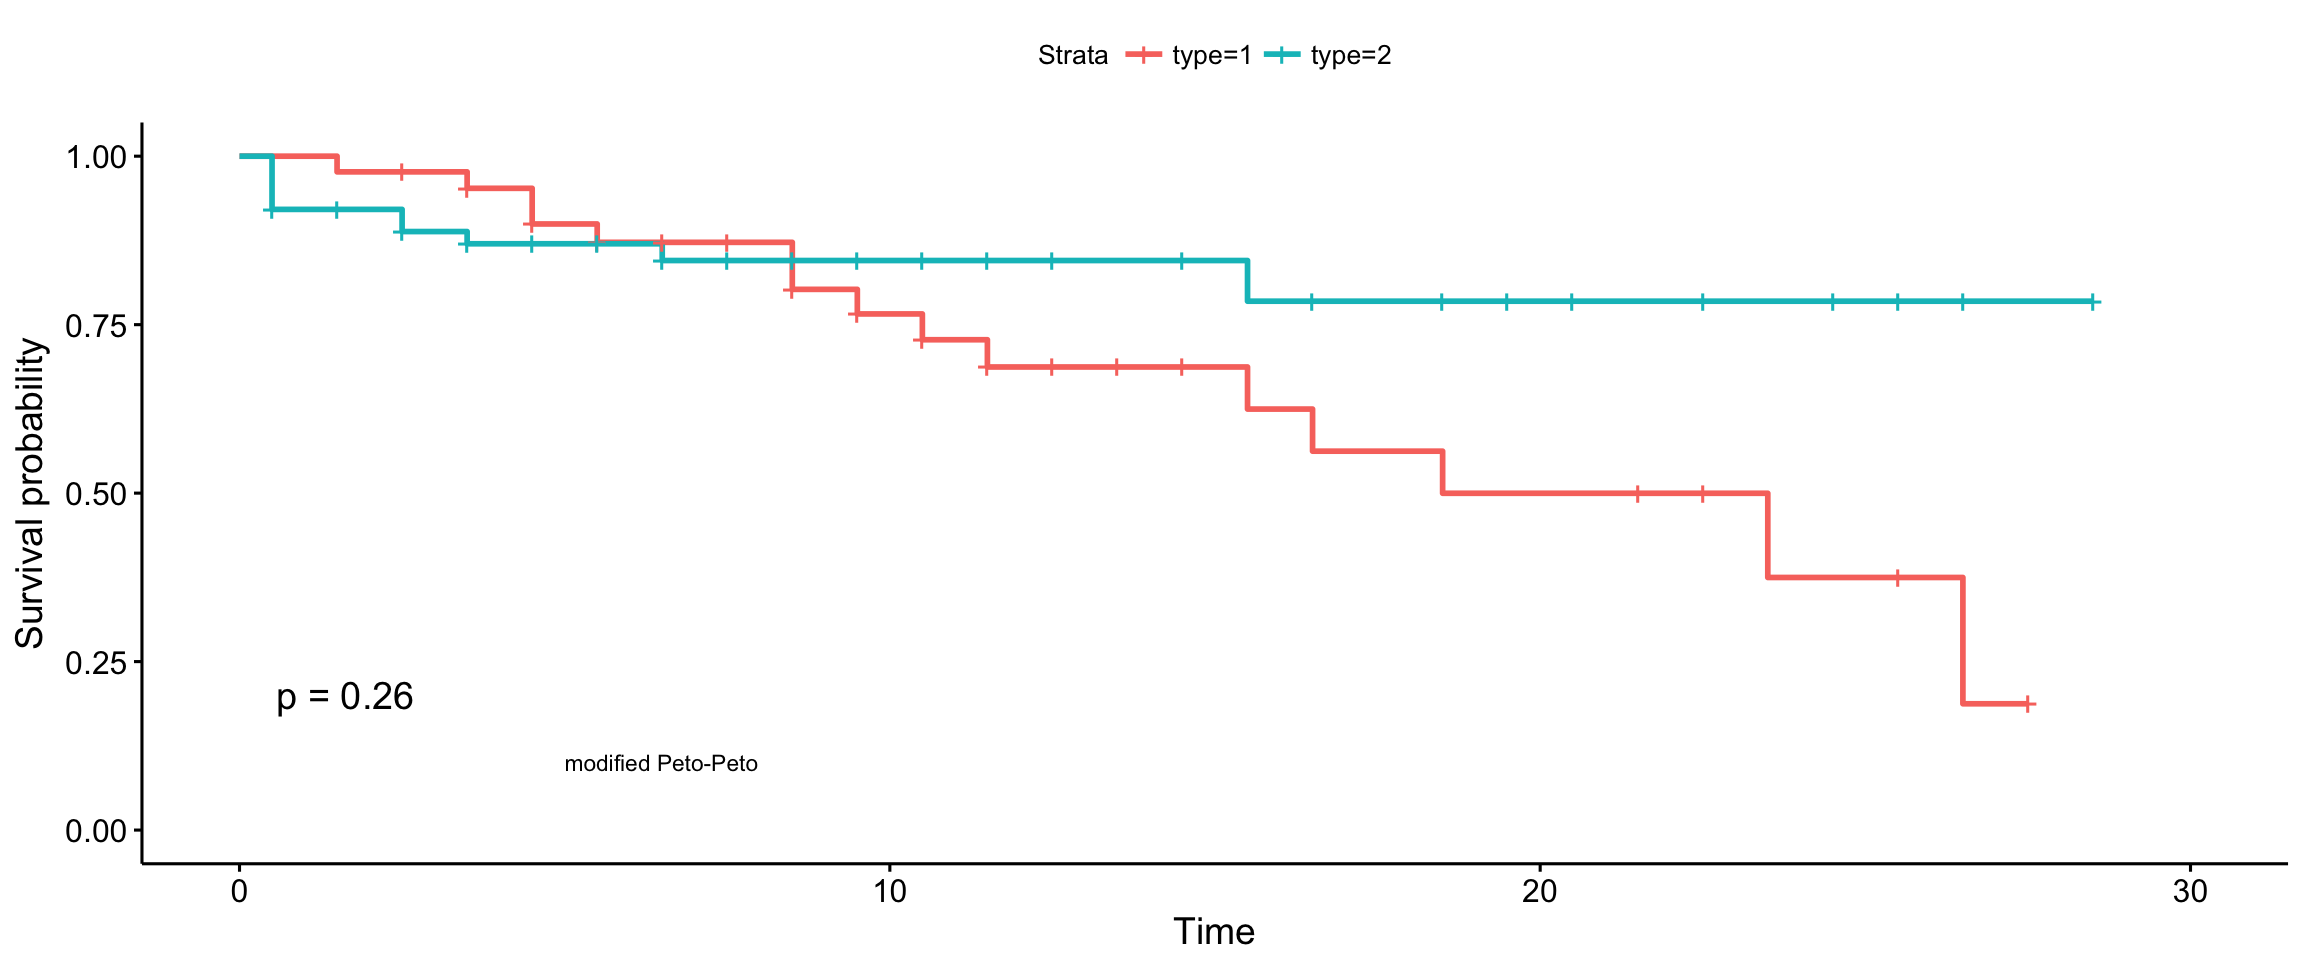 Strata type=1 type=2
1.00
0.75
0.50
0.25
0.00
Survival probability
p = 0.26
modified Peto-Peto
0 10 20 30
Time